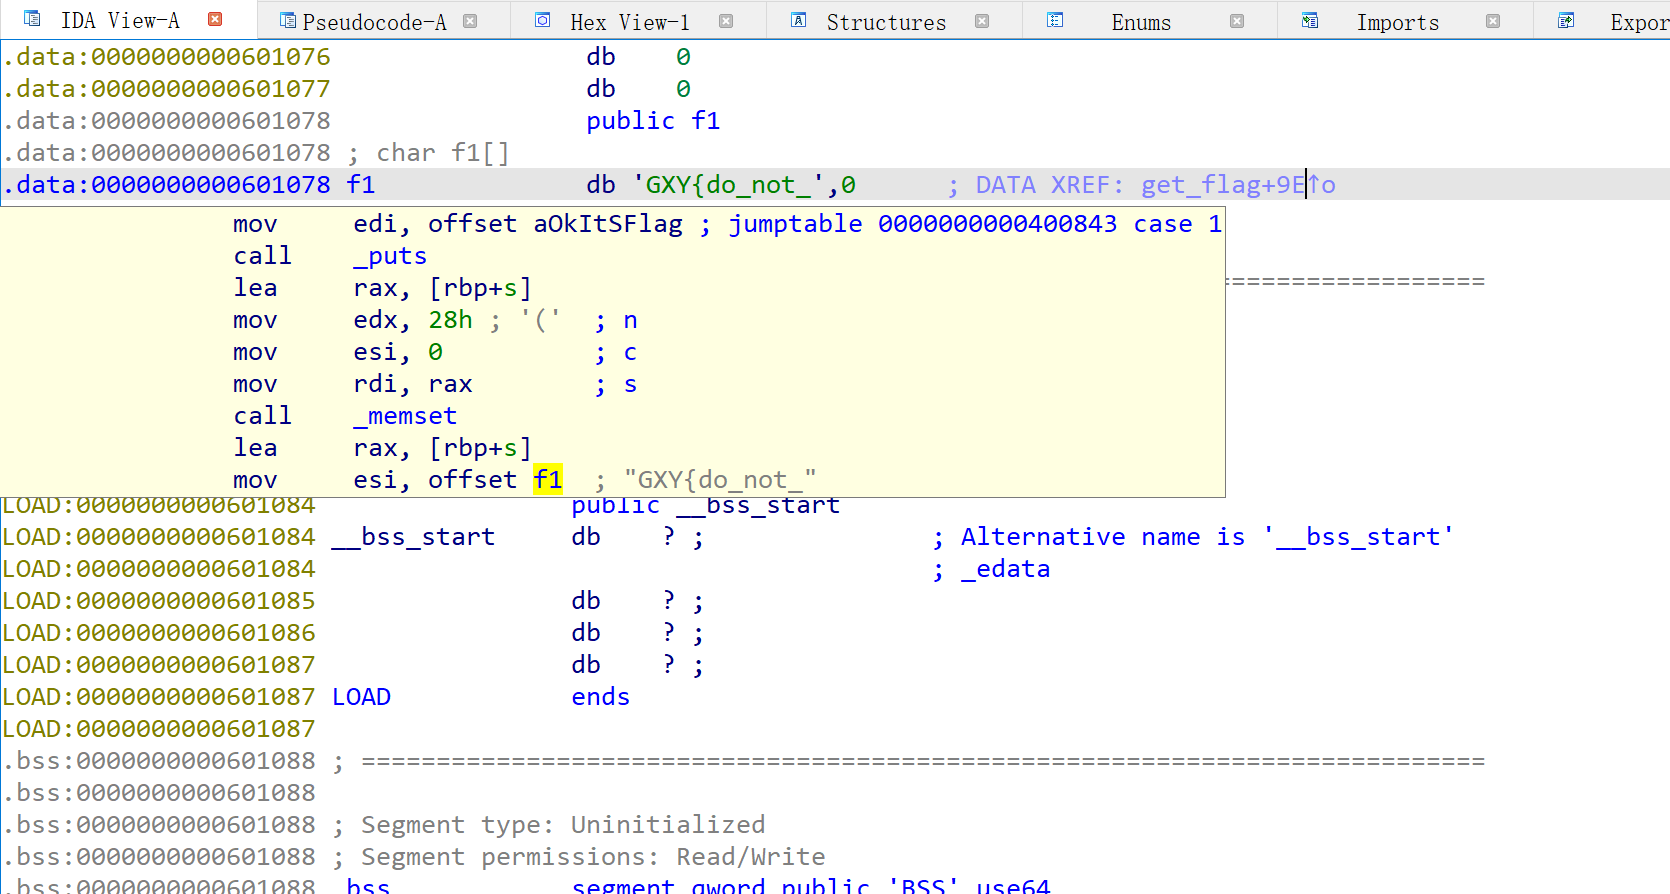 IDA View-A Pseudocode-A Hex View-1 Structures Enums Imports Expor
.data:0000000000601076 db 0
.data:0000000000601077 db 0
.data:0000000000601078 public f1
.data:0000000000601078 ; char f1[]
.data:0000000000601078 f1 db 'GXY{do_not_',0 ; DATA XREF: get_flag+9E↑o
mov edi, offset aOkItSFlag ; jumptable 0000000000400843 case 1
call _puts
lea rax, [rbp+s]
mov edx, 28h ; '(' ; n
mov esi, 0 ; c
mov rdi, rax ; s
call _memset
lea rax, [rbp+s]
mov esi, offset f1 ; "GXY{do_not_"
LOAD:0000000000601084 public __bss_start
LOAD:0000000000601084 __bss_start db ? ; ; Alternative name is '__bss_start'
LOAD:0000000000601084 ; _edata
LOAD:0000000000601085 db ? ;
LOAD:0000000000601086 db ? ;
LOAD:0000000000601087 db ? ;
LOAD:0000000000601087 LOAD ends
LOAD:0000000000601087
.bss:0000000000601088 ; ===========================================================================
.bss:0000000000601088
.bss:0000000000601088 ; Segment type: Uninitialized
.bss:0000000000601088 ; Segment permissions: Read/Write
.bss:0000000000601088 _bss segment qword public 'BSS' use64